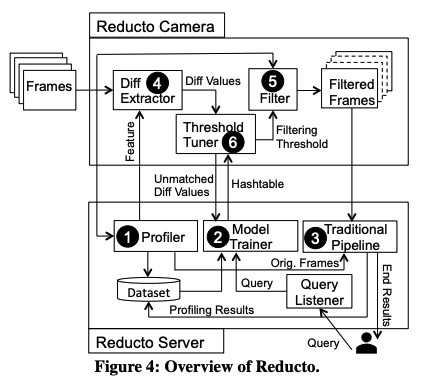 Reducto Camera
Frames
Diff
Extractor
4
Diff Values
5
Filter
Filtered
Frames
Threshold
Tuner
6
Filtering
Threshold
Feature
Unmatched
Diff Values
Hashtable
1
Profiler
2
Model
Trainer
3
Traditional
Pipeline
Orig. Frames
Dataset
Query
Query
Listener
End Results
Profiling Results
Query
Reducto Server
Figure 4: Overview of Reducto.